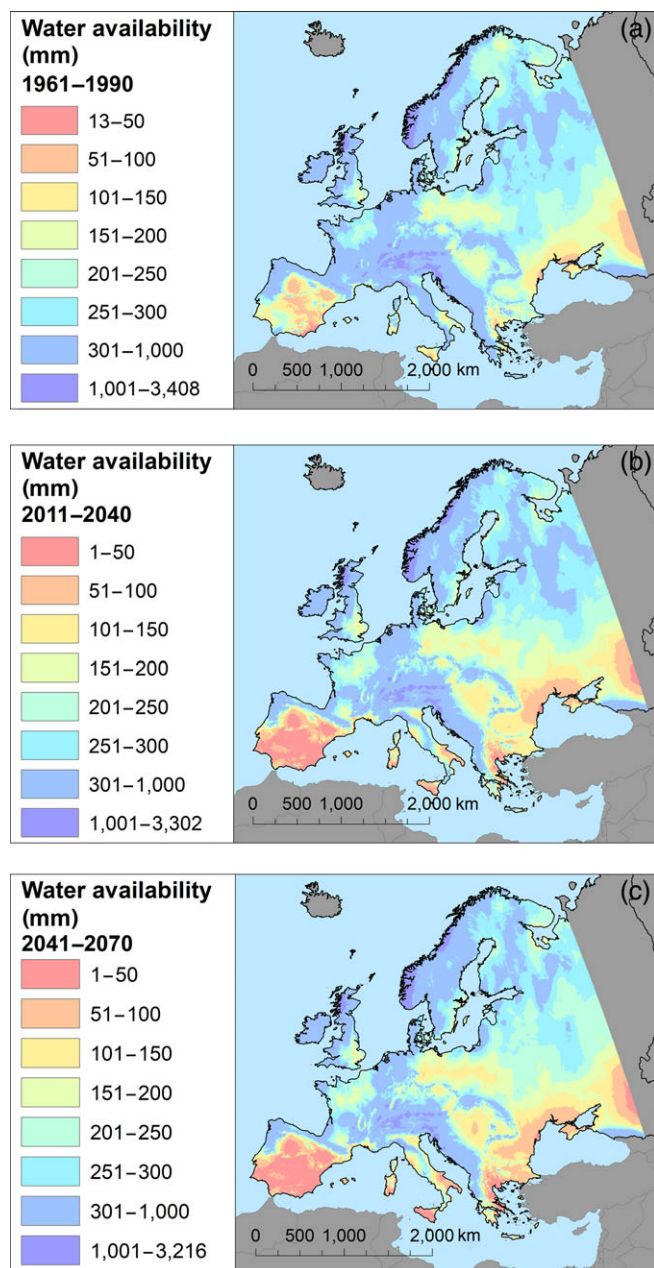 Water availability
(mm)
1961–1990
13–50
51–100
101–150
151–200
201–250
251–300
301–1,000
1,001–3,408
(a)
0 500 1,000 2,000 km
Water availability
(mm)
2011–2040
1–50
51–100
101–150
151–200
201–250
251–300
301–1,000
1,001–3,302
(b)
0 500 1,000 2,000 km
Water availability
(mm)
2041–2070
1–50
51–100
101–150
151–200
201–250
251–300
301–1,000
1,001–3,216
(c)
0 500 1,000 2,000 km